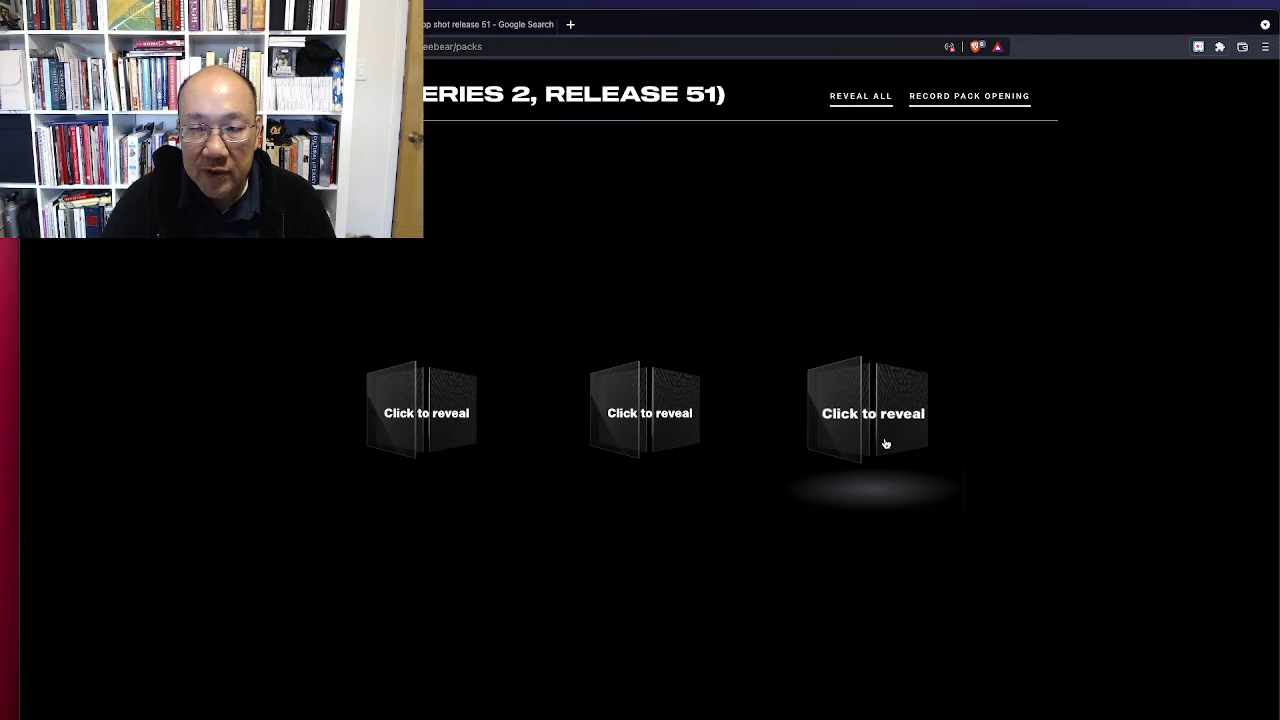 op shot release 51 - Google Search
eebear/packs
ERIES 2, RELEASE 51)
REVEAL ALL
RECORD PACK OPENING
Click to reveal
Click to reveal
Click to reveal